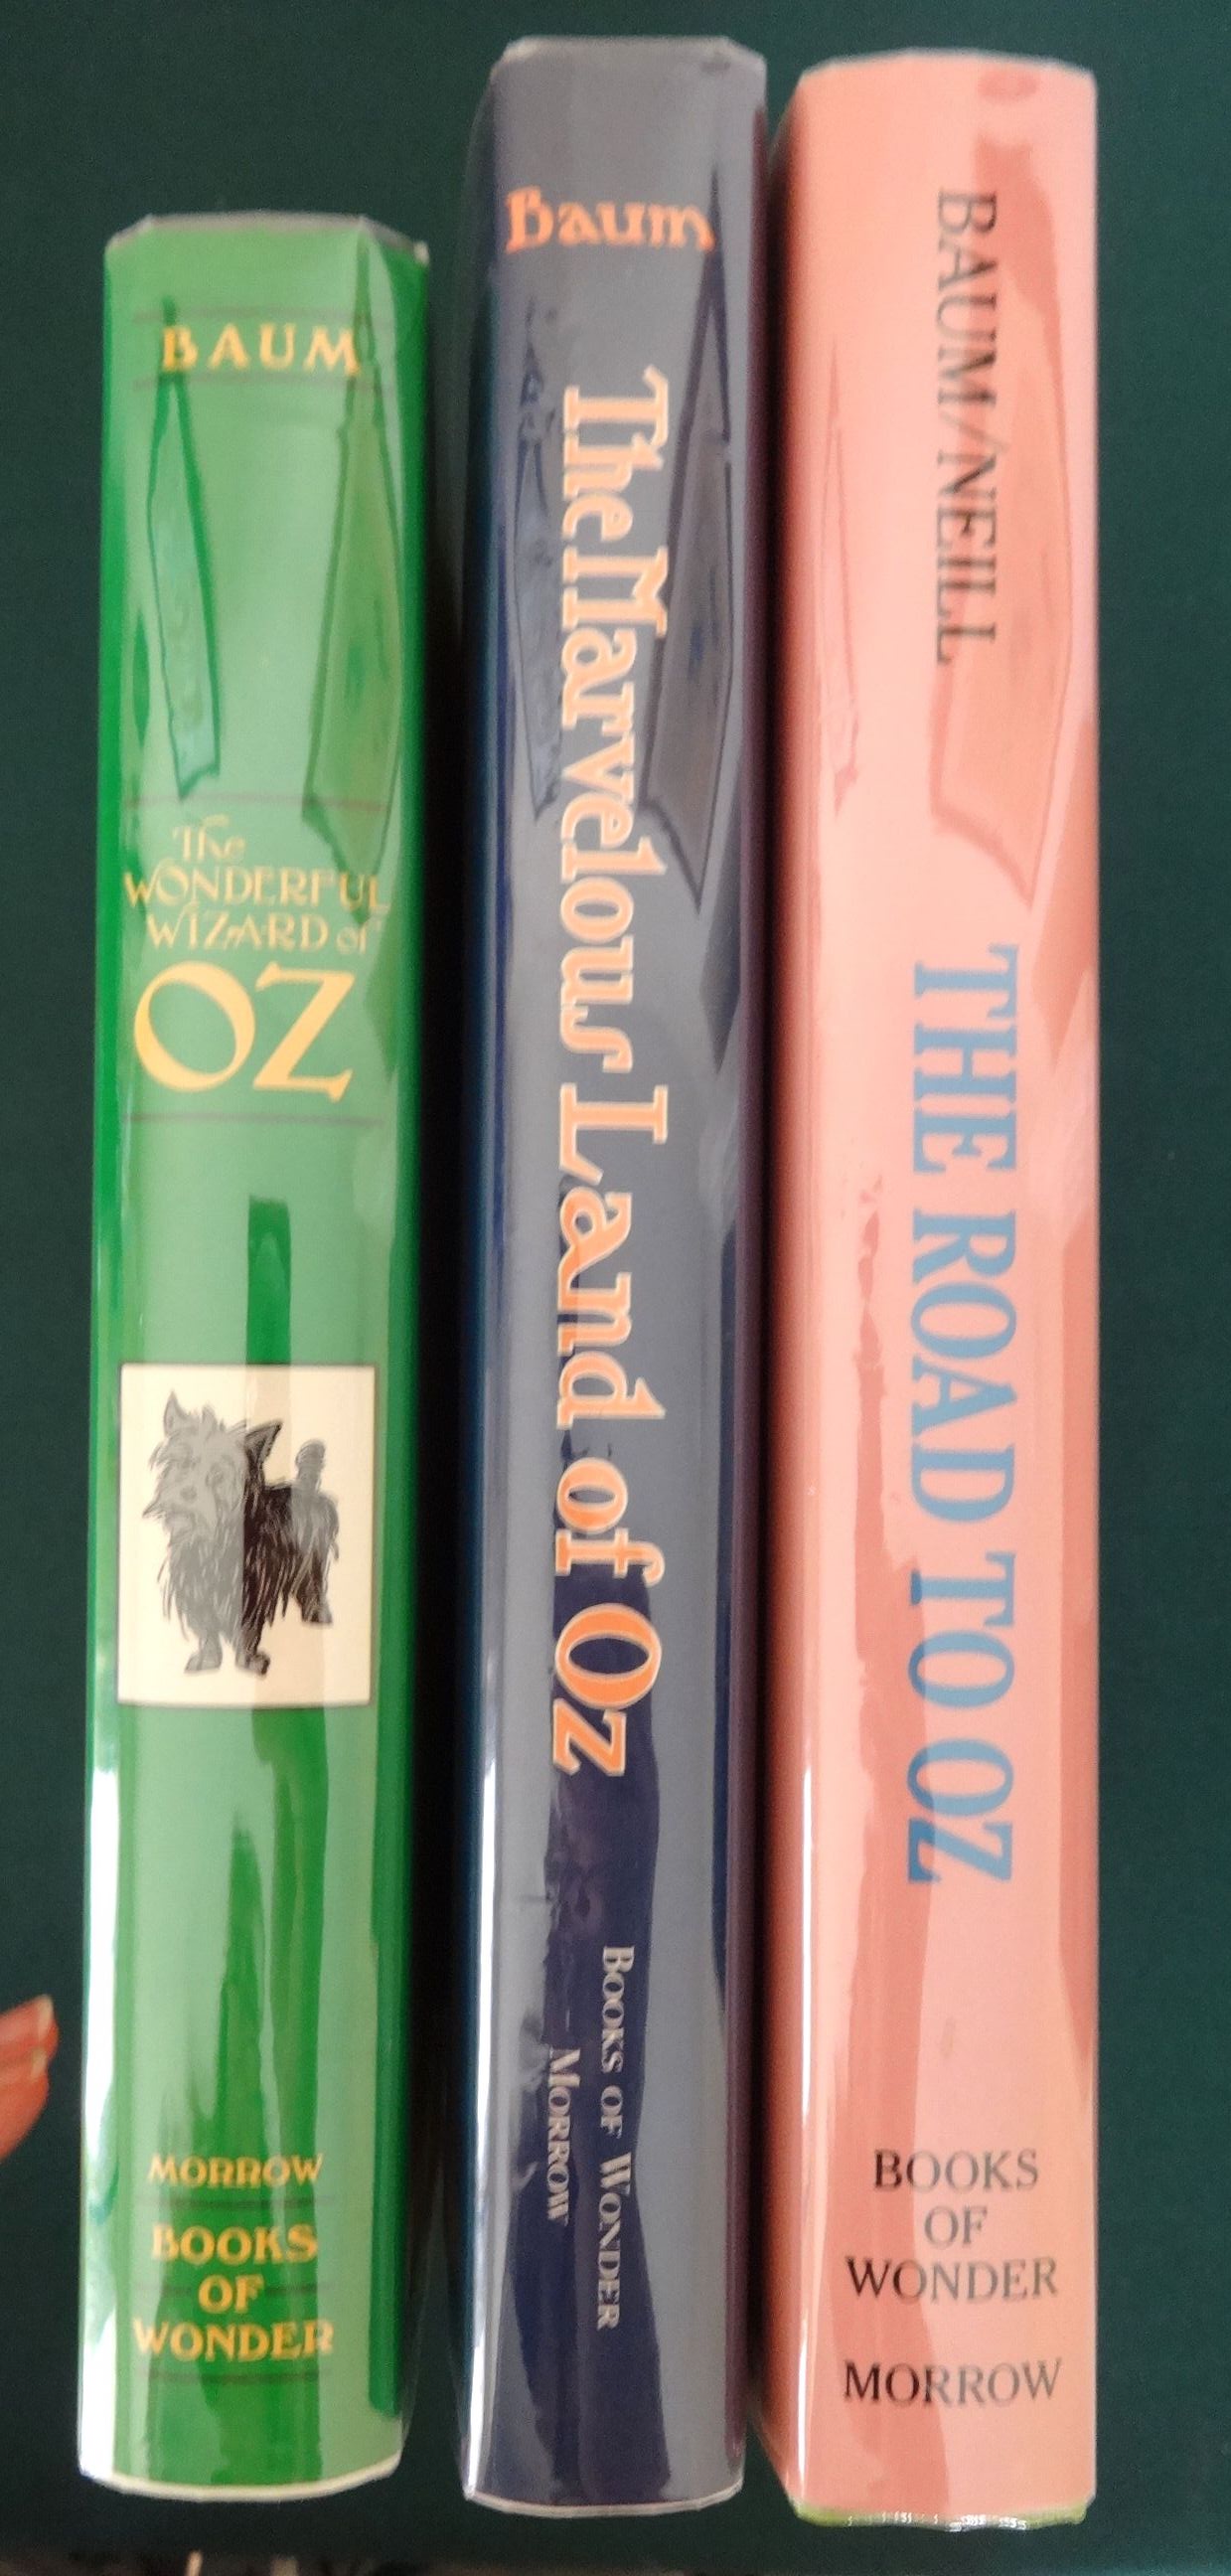 BAUM
The
WONDERFUL
WIZARD of
OZ
MORROW
BOOKS
OF
WONDER
Baum
The Marvelous Land of Oz
BOOKS OF WONDER
MORROW
BAUM/NEILL
THE ROAD TO OZ
BOOKS
OF
WONDER
MORROW